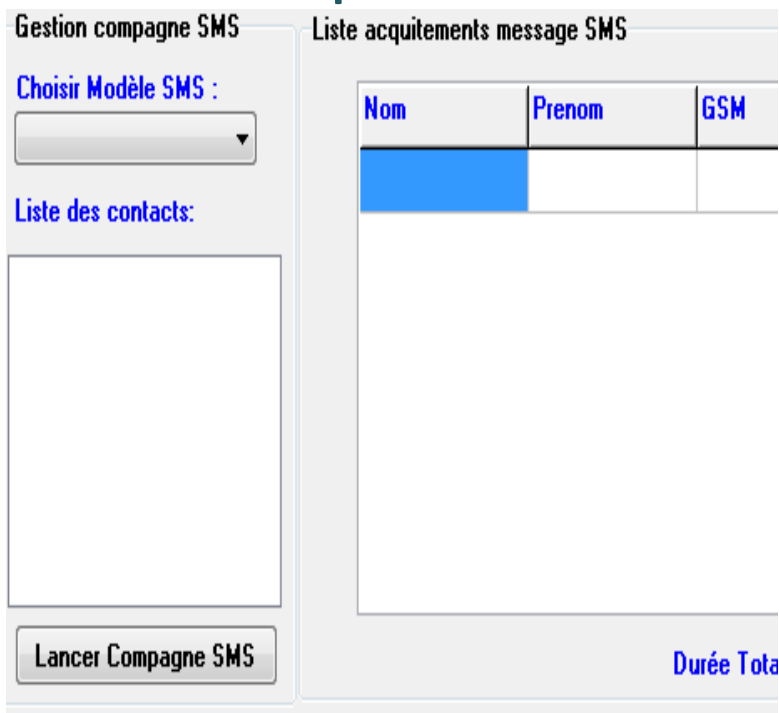 Gestion compagne SMS
Choisir Modèle SMS :
Liste des contacts:
Lancer Compagne SMS
Liste acquitements message SMS
Nom Prenom GSM
Durée